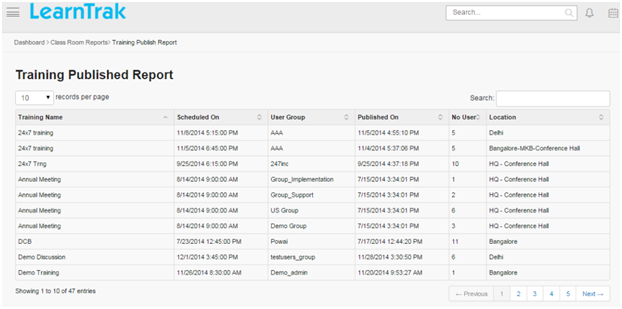 LearnTrak
Search...
Dashboard > Class Room Reports> Training Publish Report
Training Published Report
10 records per page Search:
Training Name Scheduled On User Group Published On No User Location
24x7 training 11/8/2014 5:15:00 PM AAA 11/5/2014 4:55:10 PM 5 Delhi
24x7 training 11/5/2014 6:45:00 PM AAA 11/4/2014 5:37:06 PM 5 Bangalore-MKB-Conference Hall
24x7 Trng 9/25/2014 6:15:00 PM 247inc 9/25/2014 4:37:18 PM 10 HQ - Conference Hall
Annual Meeting 8/14/2014 9:00:00 AM Group_Implementation 7/15/2014 3:34:01 PM 1 HQ - Conference Hall
Annual Meeting 8/14/2014 9:00:00 AM Group_Support 7/15/2014 3:34:01 PM 2 HQ - Conference Hall
Annual Meeting 8/14/2014 9:00:00 AM US Group 7/15/2014 3:34:01 PM 6 HQ - Conference Hall
Annual Meeting 8/14/2014 9:00:00 AM Demo Group 7/15/2014 3:34:01 PM 3 HQ - Conference Hall
DCB 7/23/2014 12:45:00 PM Powai 7/17/2014 12:44:20 PM 11 Bangalore
Demo Discussion 12/1/2014 3:45:00 PM testusers_group 11/28/2014 3:30:50 PM 6 Delhi
Demo Training 11/26/2014 8:30:00 AM Demo_admin 11/20/2014 9:53:27 AM 1 Bangalore
Showing 1 to 10 of 47 entries ← Previous 1 2 3 4 5 Next →